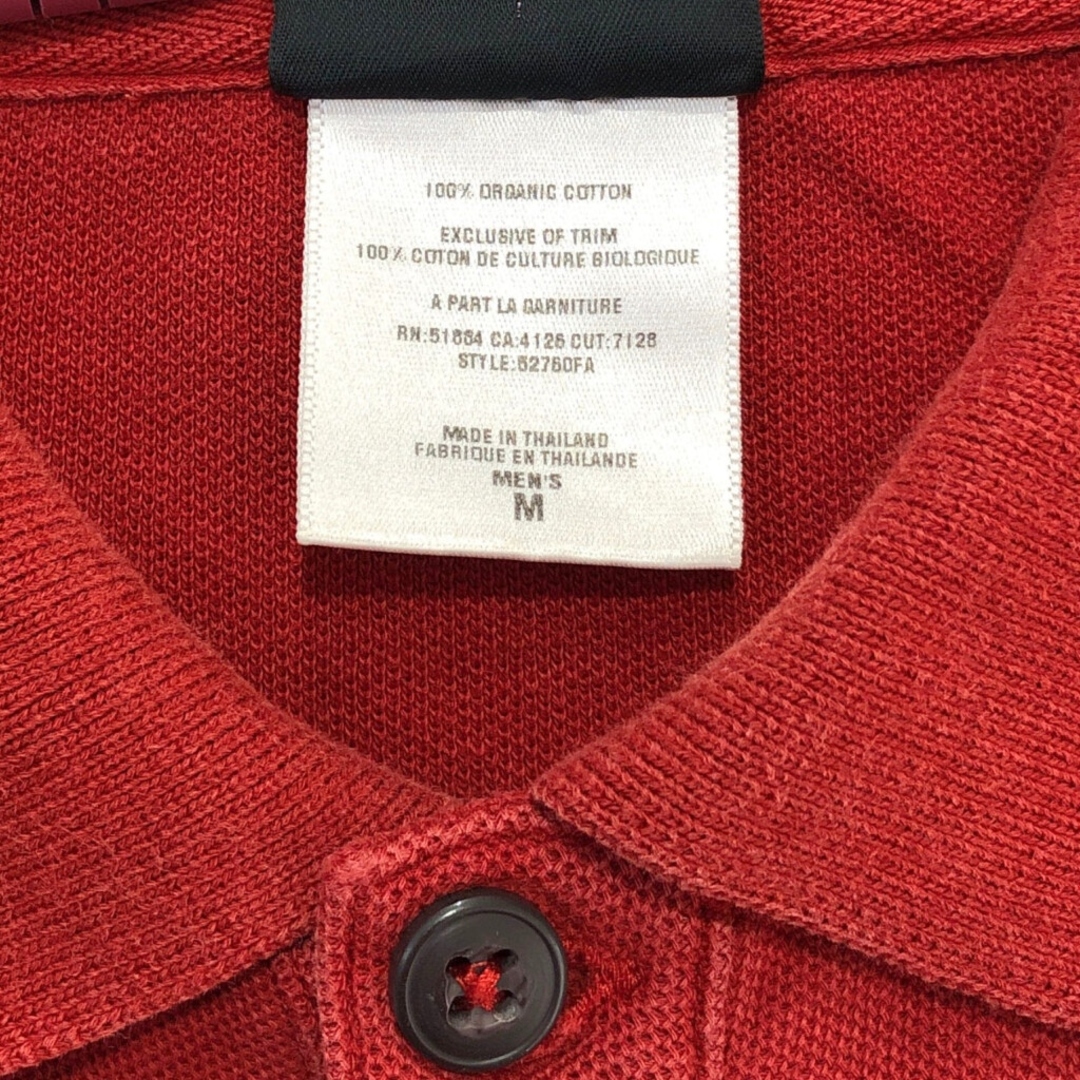 100% ORGANIC COTTON
EXCLUSIVE OF TRIM
100% COTON DE CULTURE BIOLOGIQUE
A PART LA GARNITURE
RN:51884 CA:4126 CUT:7128
STYLE:52760FA
MADE IN THAILAND
FABRIQUE EN THAILANDE
MEN'S
M